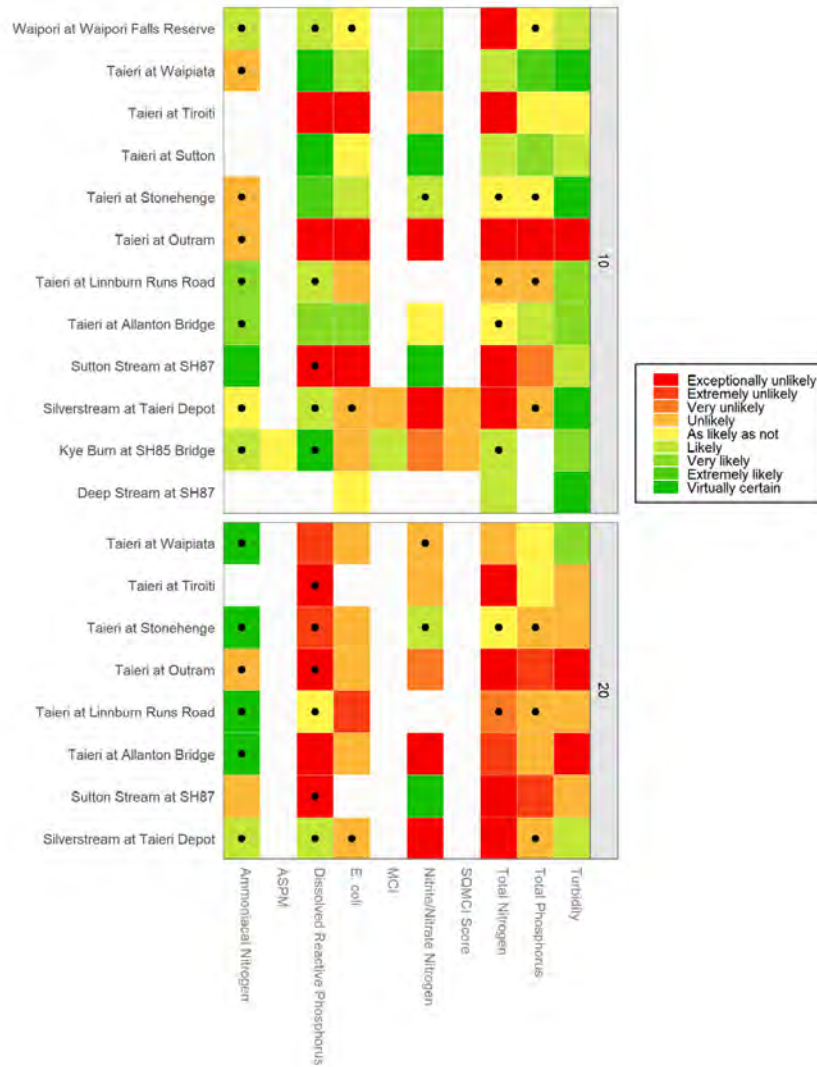 Waipori at Waipori Falls Reserve
Taieri at Waipiata
Taieri at Tiroiti
Taieri at Sutton
Taieri at Stonehenge
Taieri at Outram
Taieri at Linnburn Runs Road
Taieri at Allanton Bridge
Sutton Stream at SH87
Silverstream at Taieri Depot
Kye Burn at SH85 Bridge
Deep Stream at SH87
10
Exceptionally unlikely
Extremely unlikely
Very unlikely
Unlikely
As likely as not
Likely
Very likely
Extremely likely
Virtually certain
Taieri at Waipiata
Taieri at Tiroiti
Taieri at Stonehenge
Taieri at Outram
Taieri at Linnburn Runs Road
Taieri at Allanton Bridge
Sutton Stream at SH87
Silverstream at Taieri Depot
20
Ammoniacal Nitrogen
ASPM
Dissolved Reactive Phosphorus
E. coli
MCI
Nitrite/Nitrate Nitrogen
SQMCI Score
Total Nitrogen
Total Phosphorus
Turbidity